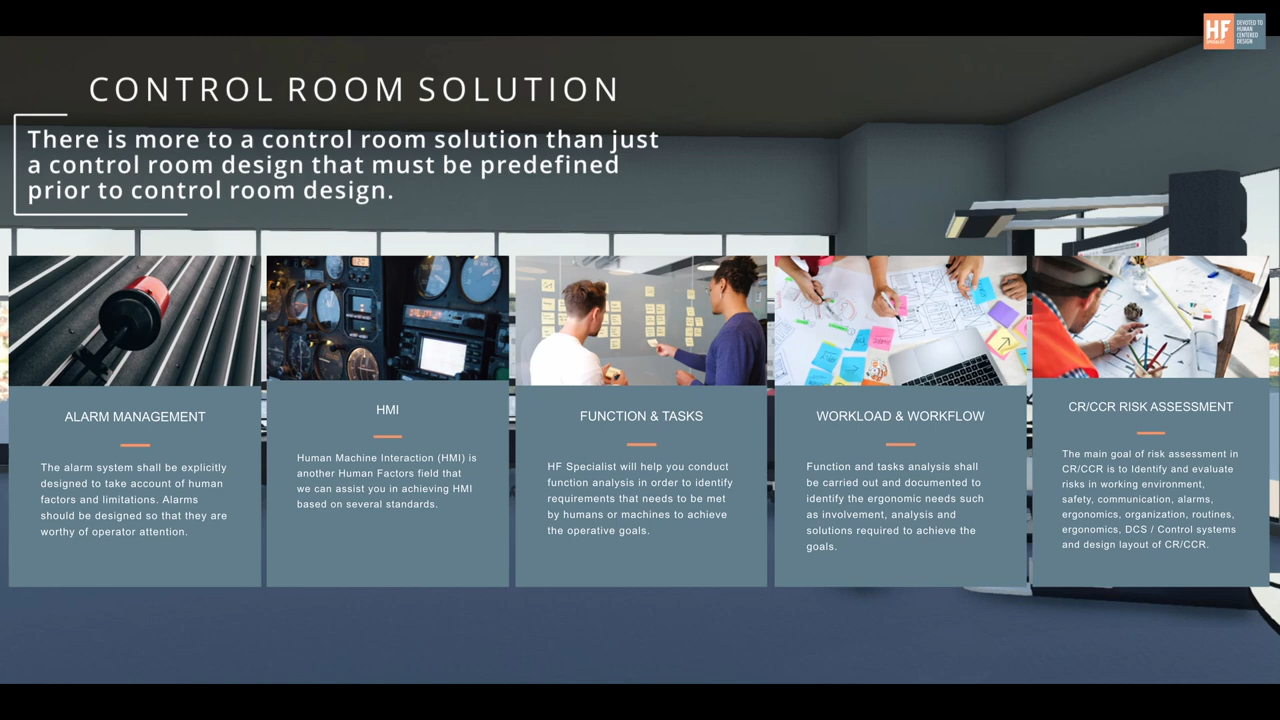 HF
SPECIALIST
DEVOTED TO
HUMAN
CENTERED
DESIGN
CONTROL ROOM SOLUTION
There is more to a control room solution than just
a control room design that must be predefined
prior to control room design.
ALARM MANAGEMENT
The alarm system shall be explicitly
designed to take account of human
factors and limitations. Alarms
should be designed so that they are
worthy of operator attention.
HMI
Human Machine Interaction (HMI) is
another Human Factors field that
we can assist you in achieving HMI
based on several standards.
FUNCTION & TASKS
HF Specialist will help you conduct
function analysis in order to identify
requirements that needs to be met
by humans or machines to achieve
the operative goals.
WORKLOAD & WORKFLOW
Function and tasks analysis shall
be carried out and documented to
identify the ergonomic needs such
as involvement, analysis and
solutions required to achieve the
goals.
CR/CCR RISK ASSESSMENT
The main goal of risk assessment in
CR/CCR is to Identify and evaluate
risks in working environment,
safety, communication, alarms,
ergonomics, organization, routines,
ergonomics, DCS / Control systems
and design layout of CR/CCR.